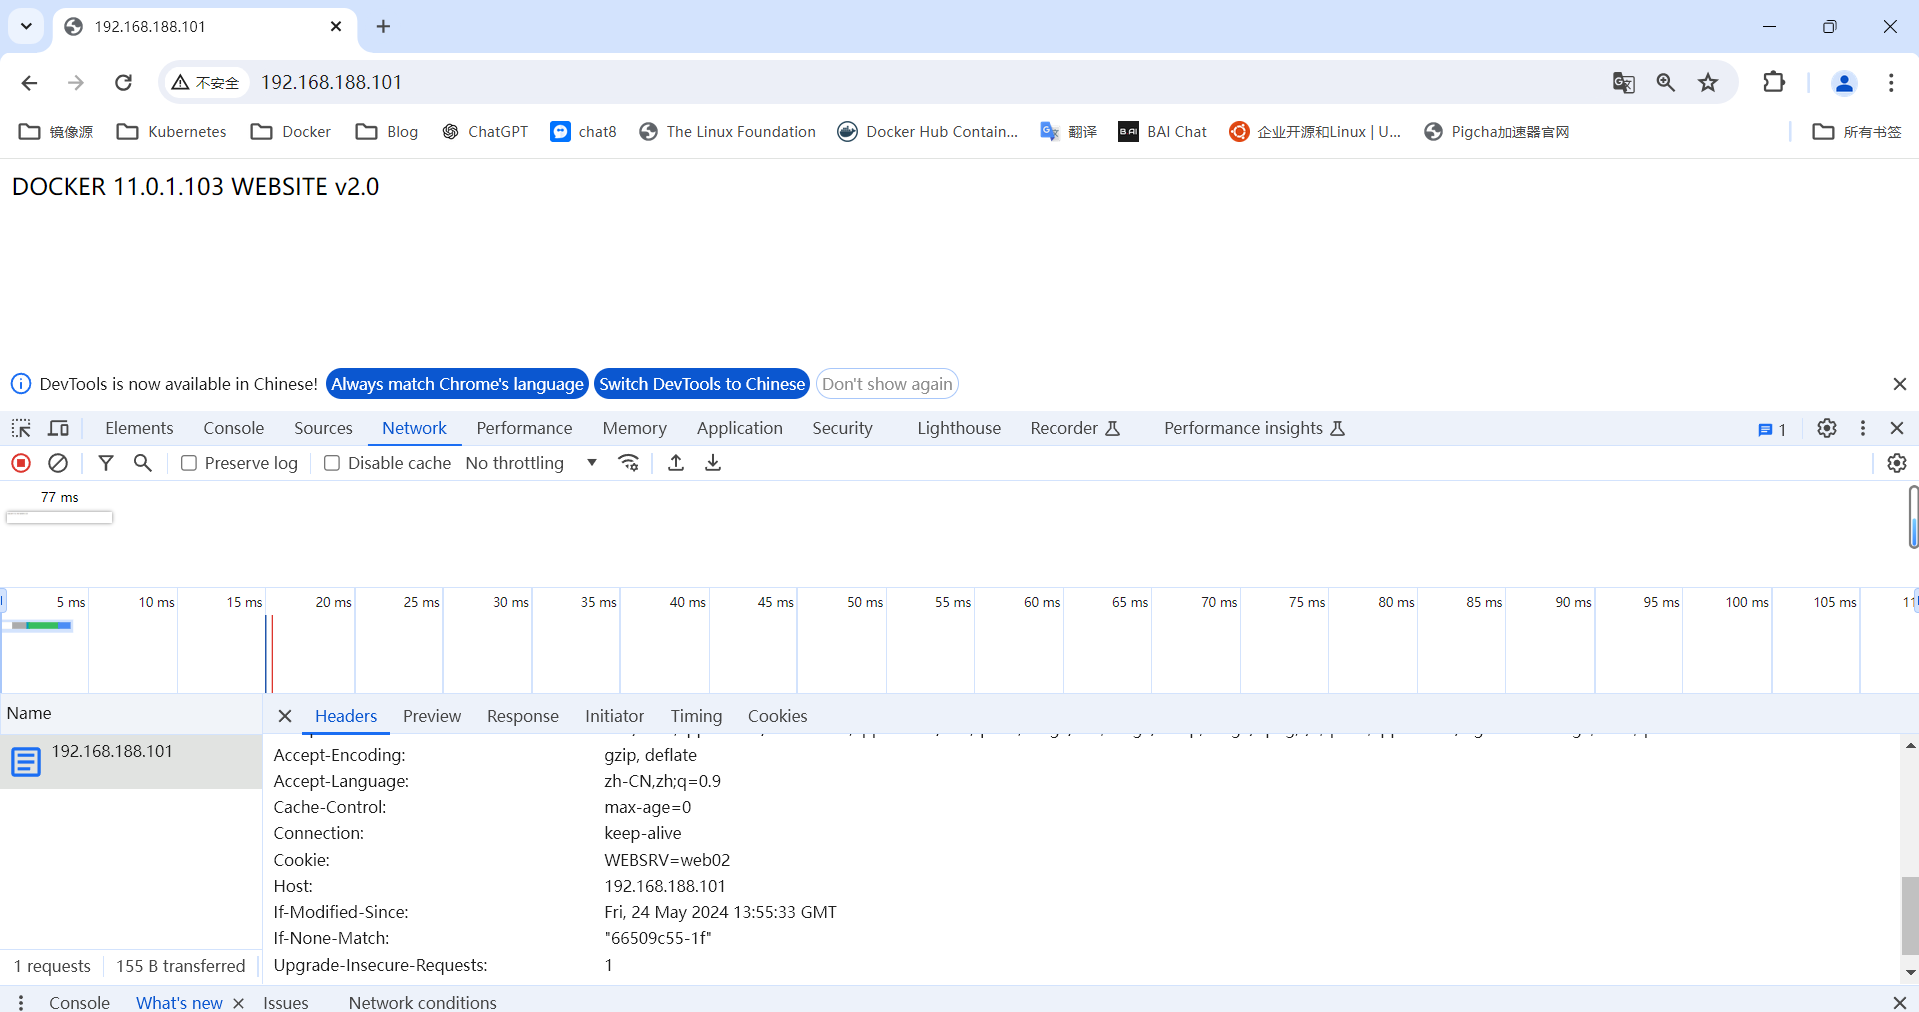 192.168.188.101
不安全
192.168.188.101
镜像源 Kubernetes Docker Blog ChatGPT chat8 The Linux Foundation Docker Hub Contain... 翻译 BAI Chat 企业开源和Linux | U... Pigcha加速器官网 所有书签
DOCKER 11.0.1.103 WEBSITE v2.0
DevTools is now available in Chinese! Always match Chrome's language Switch DevTools to Chinese Don't show again
Elements Console Sources Network Performance Memory Application Security Lighthouse Recorder Performance insights 1
Preserve log Disable cache No throttling
77 ms
5 ms 10 ms 15 ms 20 ms 25 ms 30 ms 35 ms 40 ms 45 ms 50 ms 55 ms 60 ms 65 ms 70 ms 75 ms 80 ms 85 ms 90 ms 95 ms 100 ms 105 ms
Name Headers Preview Response Initiator Timing Cookies
192.168.188.101
Accept-Encoding: gzip, deflate
Accept-Language: zh-CN,zh;q=0.9
Cache-Control: max-age=0
Connection: keep-alive
Cookie: WEBSRV=web02
Host: 192.168.188.101
If-Modified-Since: Fri, 24 May 2024 13:55:33 GMT
If-None-Match: "66509c55-1f"
Upgrade-Insecure-Requests: 1
1 requests 155 B transferred
Console What's new Issues Network conditions